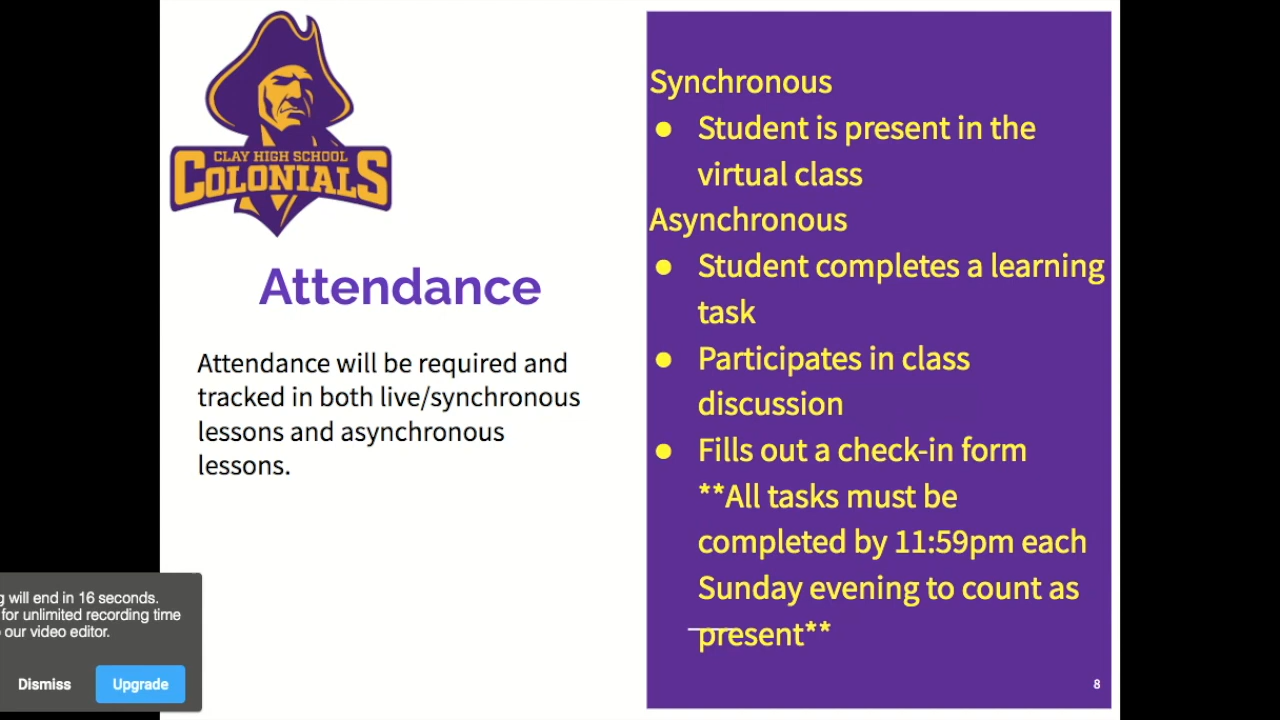 CLAY HIGH SCHOOL
COLONIALS
Attendance
Attendance will be required and
tracked in both live/synchronous
lessons and asynchronous
lessons.
Synchronous
● Student is present in the
virtual class
Asynchronous
● Student completes a learning
task
● Participates in class
discussion
● Fills out a check-in form
**All tasks must be
completed by 11:59pm each
Sunday evening to count as
present**
8
will end in 16 seconds.
for unlimited recording time
our video editor.
Dismiss
Upgrade